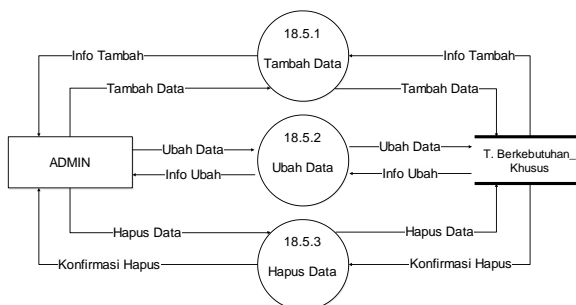 18.5.1
Tambah Data
Info Tambah
Info Tambah
Tambah Data
Tambah Data
ADMIN
Ubah Data
Info Ubah
18.5.2
Ubah Data
Ubah Data
Info Ubah
T. Berkebutuhan_
Khusus
Hapus Data
Hapus Data
18.5.3
Hapus Data
Konfirmasi Hapus
Konfirmasi Hapus